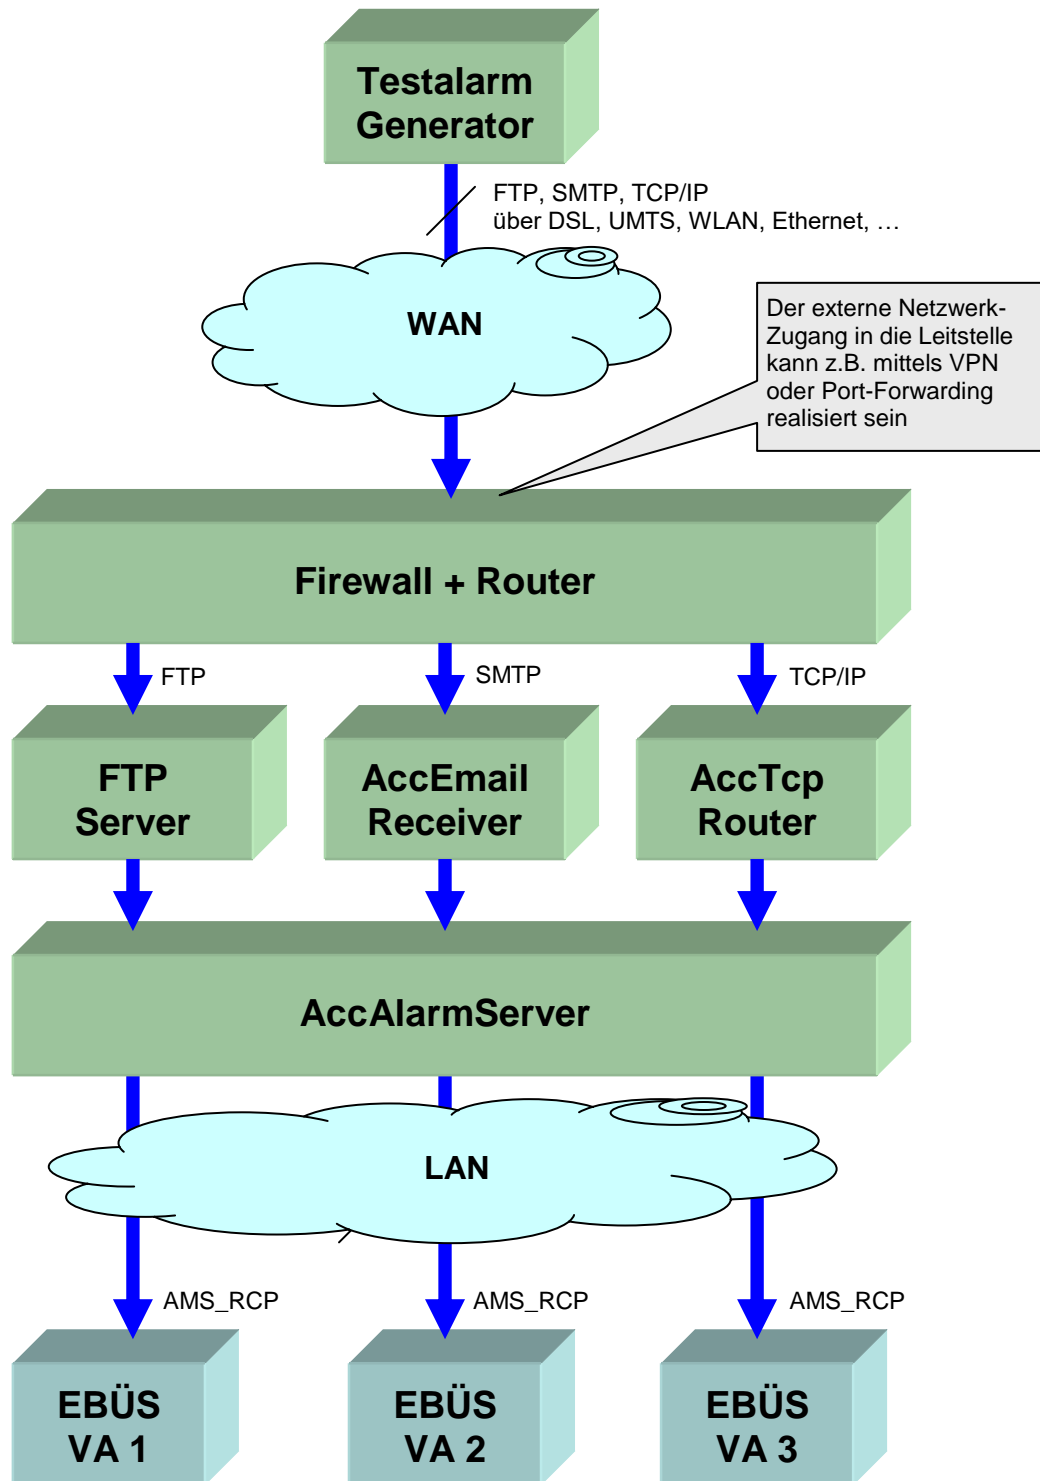 Testalarm
Generator
FTP, SMTP, TCP/IP
über DSL, UMTS, WLAN, Ethernet, …
WAN
Der externe Netzwerk-
Zugang in die Leitstelle
kann z.B. mittels VPN
oder Port-Forwarding
realisiert sein
Firewall + Router
FTP
SMTP
TCP/IP
FTP
Server
AccEmail
Receiver
AccTcp
Router
AccAlarmServer
LAN
AMS_RCP
AMS_RCP
AMS_RCP
EBÜS
VA 1
EBÜS
VA 2
EBÜS
VA 3